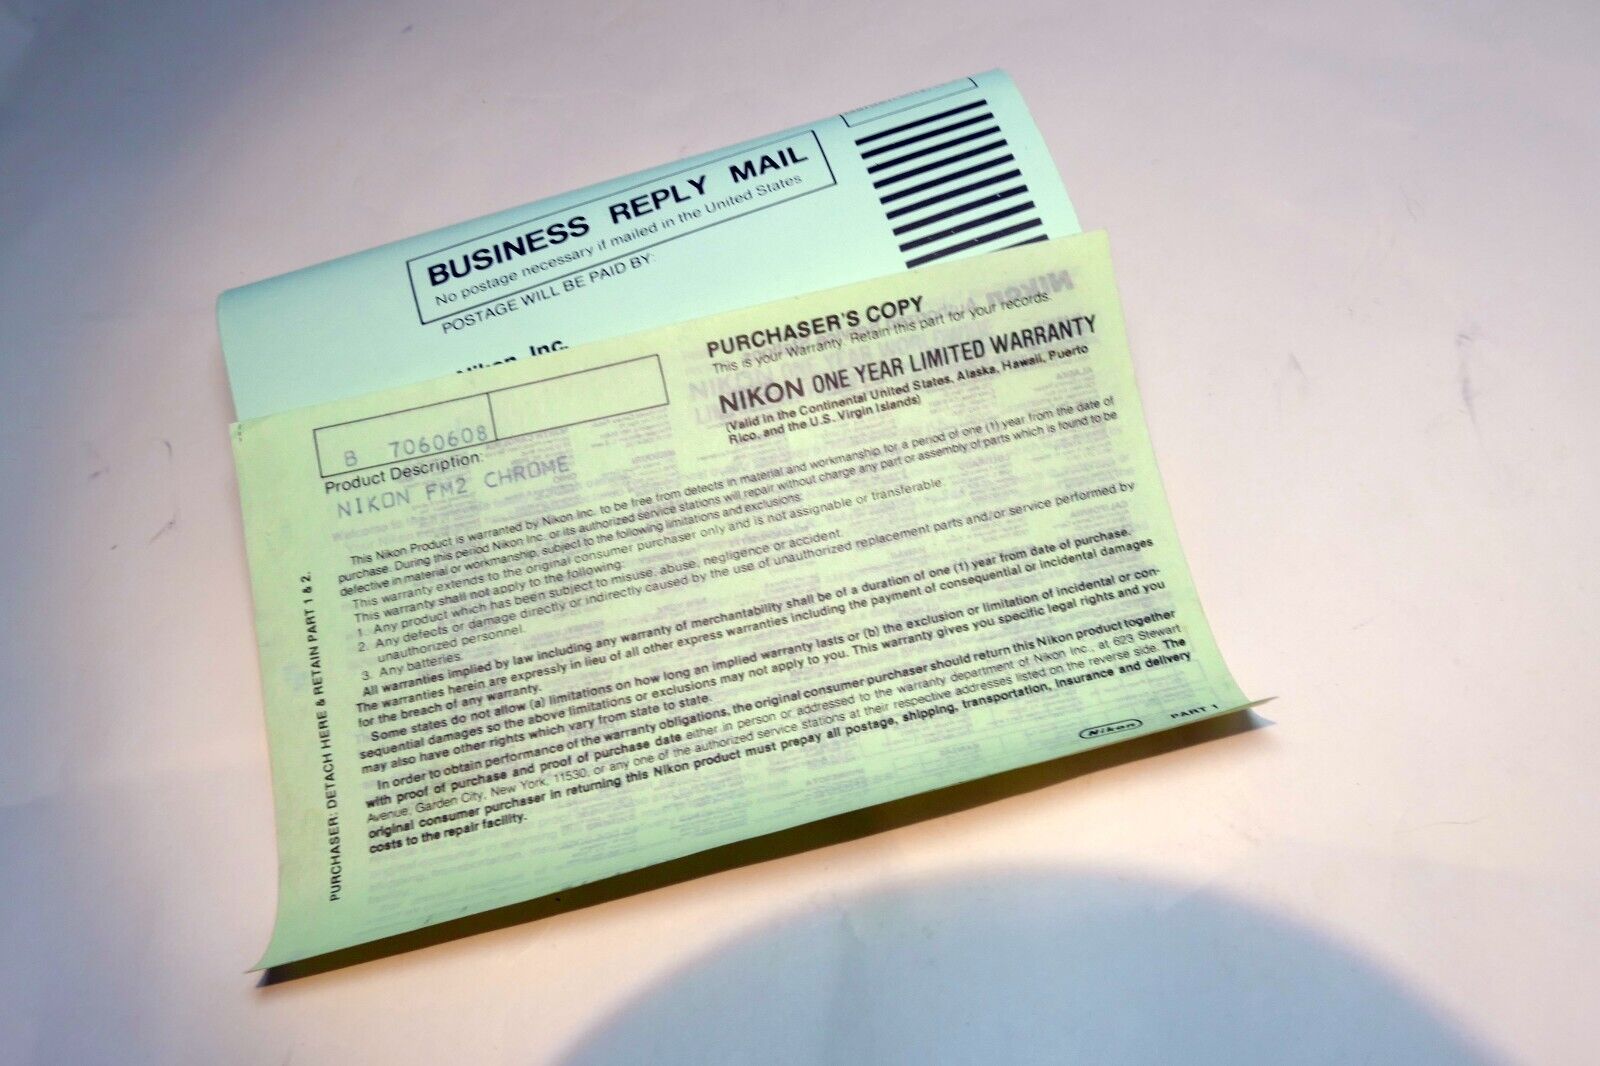 BUSINESS REPLY MAIL
No postage necessary if mailed in the United States
POSTAGE WILL BE PAID BY:
Nikon, Inc.
PURCHASER'S COPY
This is your Warranty. Retain this part for your records.
NIKON ONE YEAR LIMITED WARRANTY
(Valid in the Continental United States, Alaska, Hawaii, Puerto
Rico, and the U.S. Virgin Islands)
B 7060608
Product Description:
NIKON FM2 CHROME
This Nikon Product is warranted by Nikon Inc. to be free from defects in material and workmanship for a period of one (1) year from the date of
purchase. During this period Nikon Inc. or its authorized service stations will repair without charge any part or assembly of parts which is found to be
defective in material or workmanship, subject to the following limitations and exclusions:
This warranty extends to the original consumer purchaser only and is not assignable or transferable.
This warranty shall not apply to the following:
1. Any product which has been subject to misuse, abuse, negligence or accident.
2. Any defects or damage directly or indirectly caused by the use of unauthorized replacement parts and/or service performed by
unauthorized personnel.
3. Any batteries.
All warranties implied by law including any warranty of merchantability shall be of a duration of one (1) year from date of purchase.
The warranties herein are expressly in lieu of all other express warranties including the payment of consequential or incidental damages
for the breach of any warranty.
Some states do not allow (a) limitations on how long an implied warranty lasts or (b) the exclusion or limitation of incidental or con-
sequential damages so the above limitations or exclusions may not apply to you. This warranty gives you specific legal rights and you
may also have other rights which vary from state to state.
In order to obtain performance of the warranty obligations, the original consumer purchaser should return this Nikon product together
with proof of purchase and proof of purchase date either in person or addressed to the warranty department of Nikon Inc., at 623 Stewart
Avenue, Garden City, New York, 11530, or any one of the authorized service stations at their respective addresses listed on the reverse side. The
original consumer purchaser in returning this Nikon product must prepay all postage, shipping, transportation, insurance and delivery
costs to the repair facility.
Nikon
PART 1
PURCHASER: DETACH HERE & RETAIN PART 1 & 2.